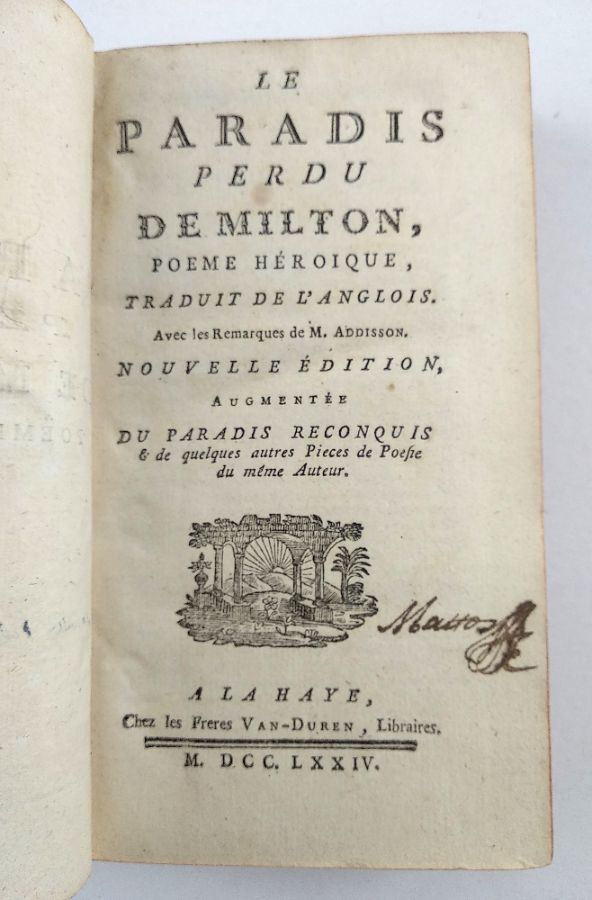 LE
PARADIS
PERDU
DE MILTON,
POEME HÉROIQUE,
TRADUIT DE L'ANGLOIS.
Avec les Remarques de M. ADDISSON.
NOUVELLE ÉDITION,
AUGMENTÉE
DU PARADIS RECONQUIS
& de quelques autres Pieces de Poesie
du même Auteur.
Mattos
A LA HAYE,
Chez les Freres VAN-DUREN, Libraires.
M. DCC. LXXIV.